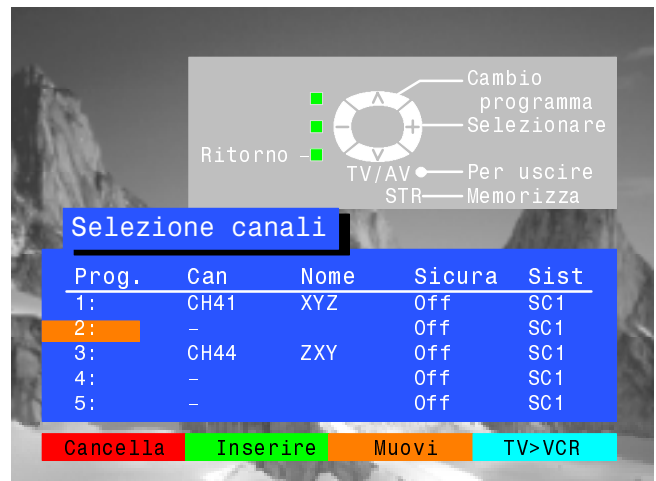 Cambio
programma
Selezionare
Ritorno
TV/AV Per uscire
STR Memorizza
Selezione canali
Prog. Can Nome Sicura Sist
1: CH41 XYZ Off SC1
2: – Off SC1
3: CH44 ZXY Off SC1
4: – Off SC1
5: – Off SC1
Cancella Inserire Muovi TV>VCR